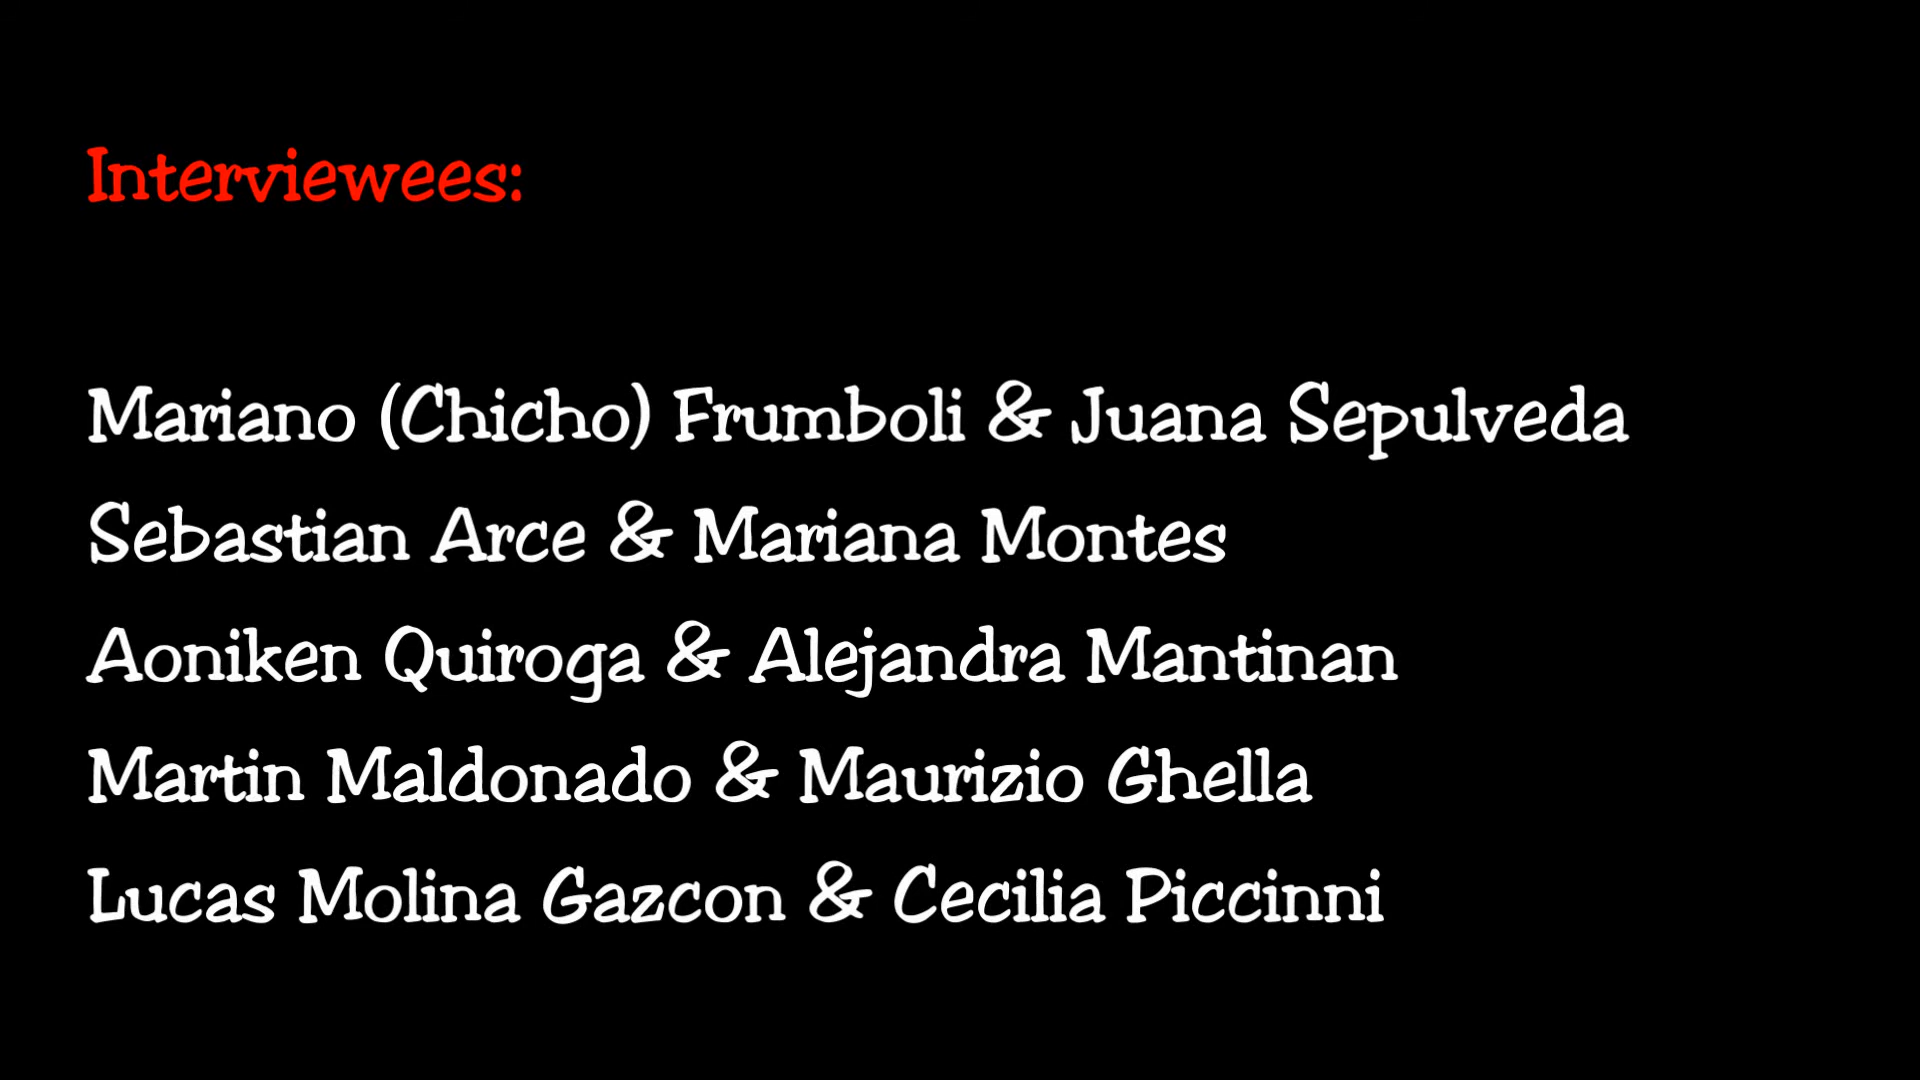 Interviewees:
Mariano (Chicho) Frumboli & Juana Sepulveda
Sebastian Arce & Mariana Montes
Aoniken Quiroga & Alejandra Mantinan
Martin Maldonado & Maurizio Ghella
Lucas Molina Gazcon & Cecilia Piccinni